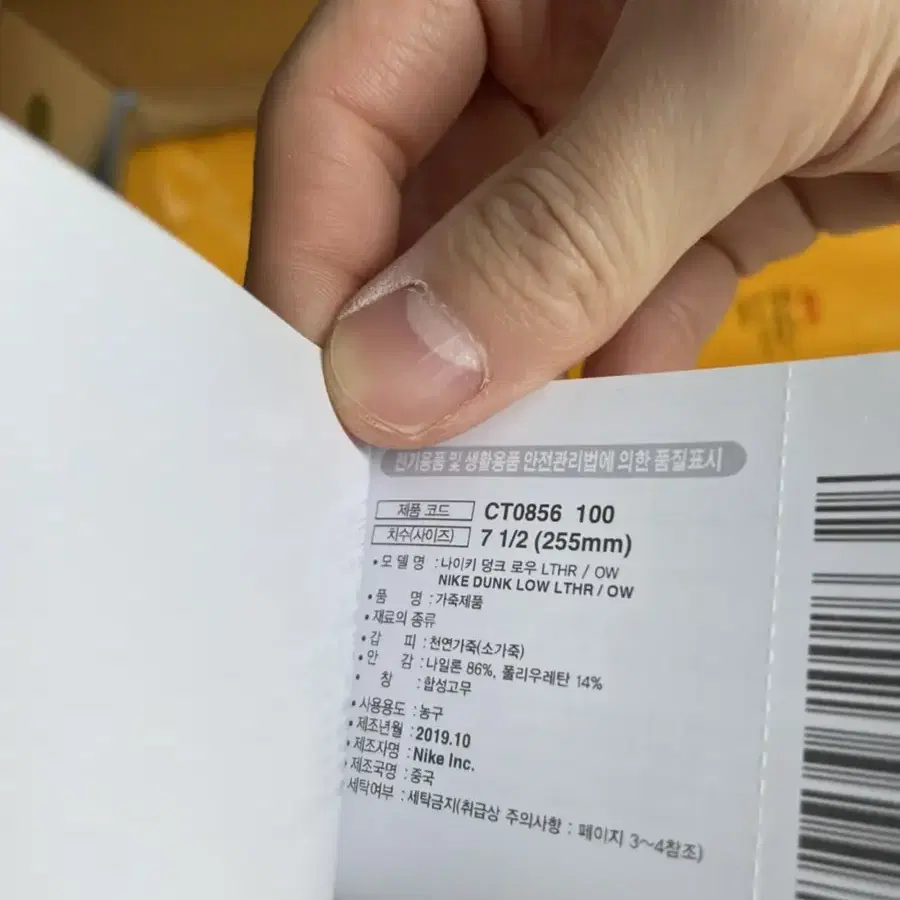 전기용품 및 생활용품 안전관리법에 의한 품질표시
제품 코드 CT0856 100
치수(사이즈) 7 1/2 (255mm)
• 모 델 명 : 나이키 덩크 로우 LTHR / OW
NIKE DUNK LOW LTHR / OW
• 품 명 : 가죽제품
• 재료의 종류
• 갑 피 : 천연가죽(소가죽)
• 안 감 : 나일론 86%, 폴리우레탄 14%
• 창 : 합성고무
• 사용용도 : 농구
• 제조년월 : 2019.10
• 제조자명 : Nike Inc.
• 제조국명 : 중국
• 세탁여부 : 세탁금지(취급상 주의사항 : 페이지 3~4참조)